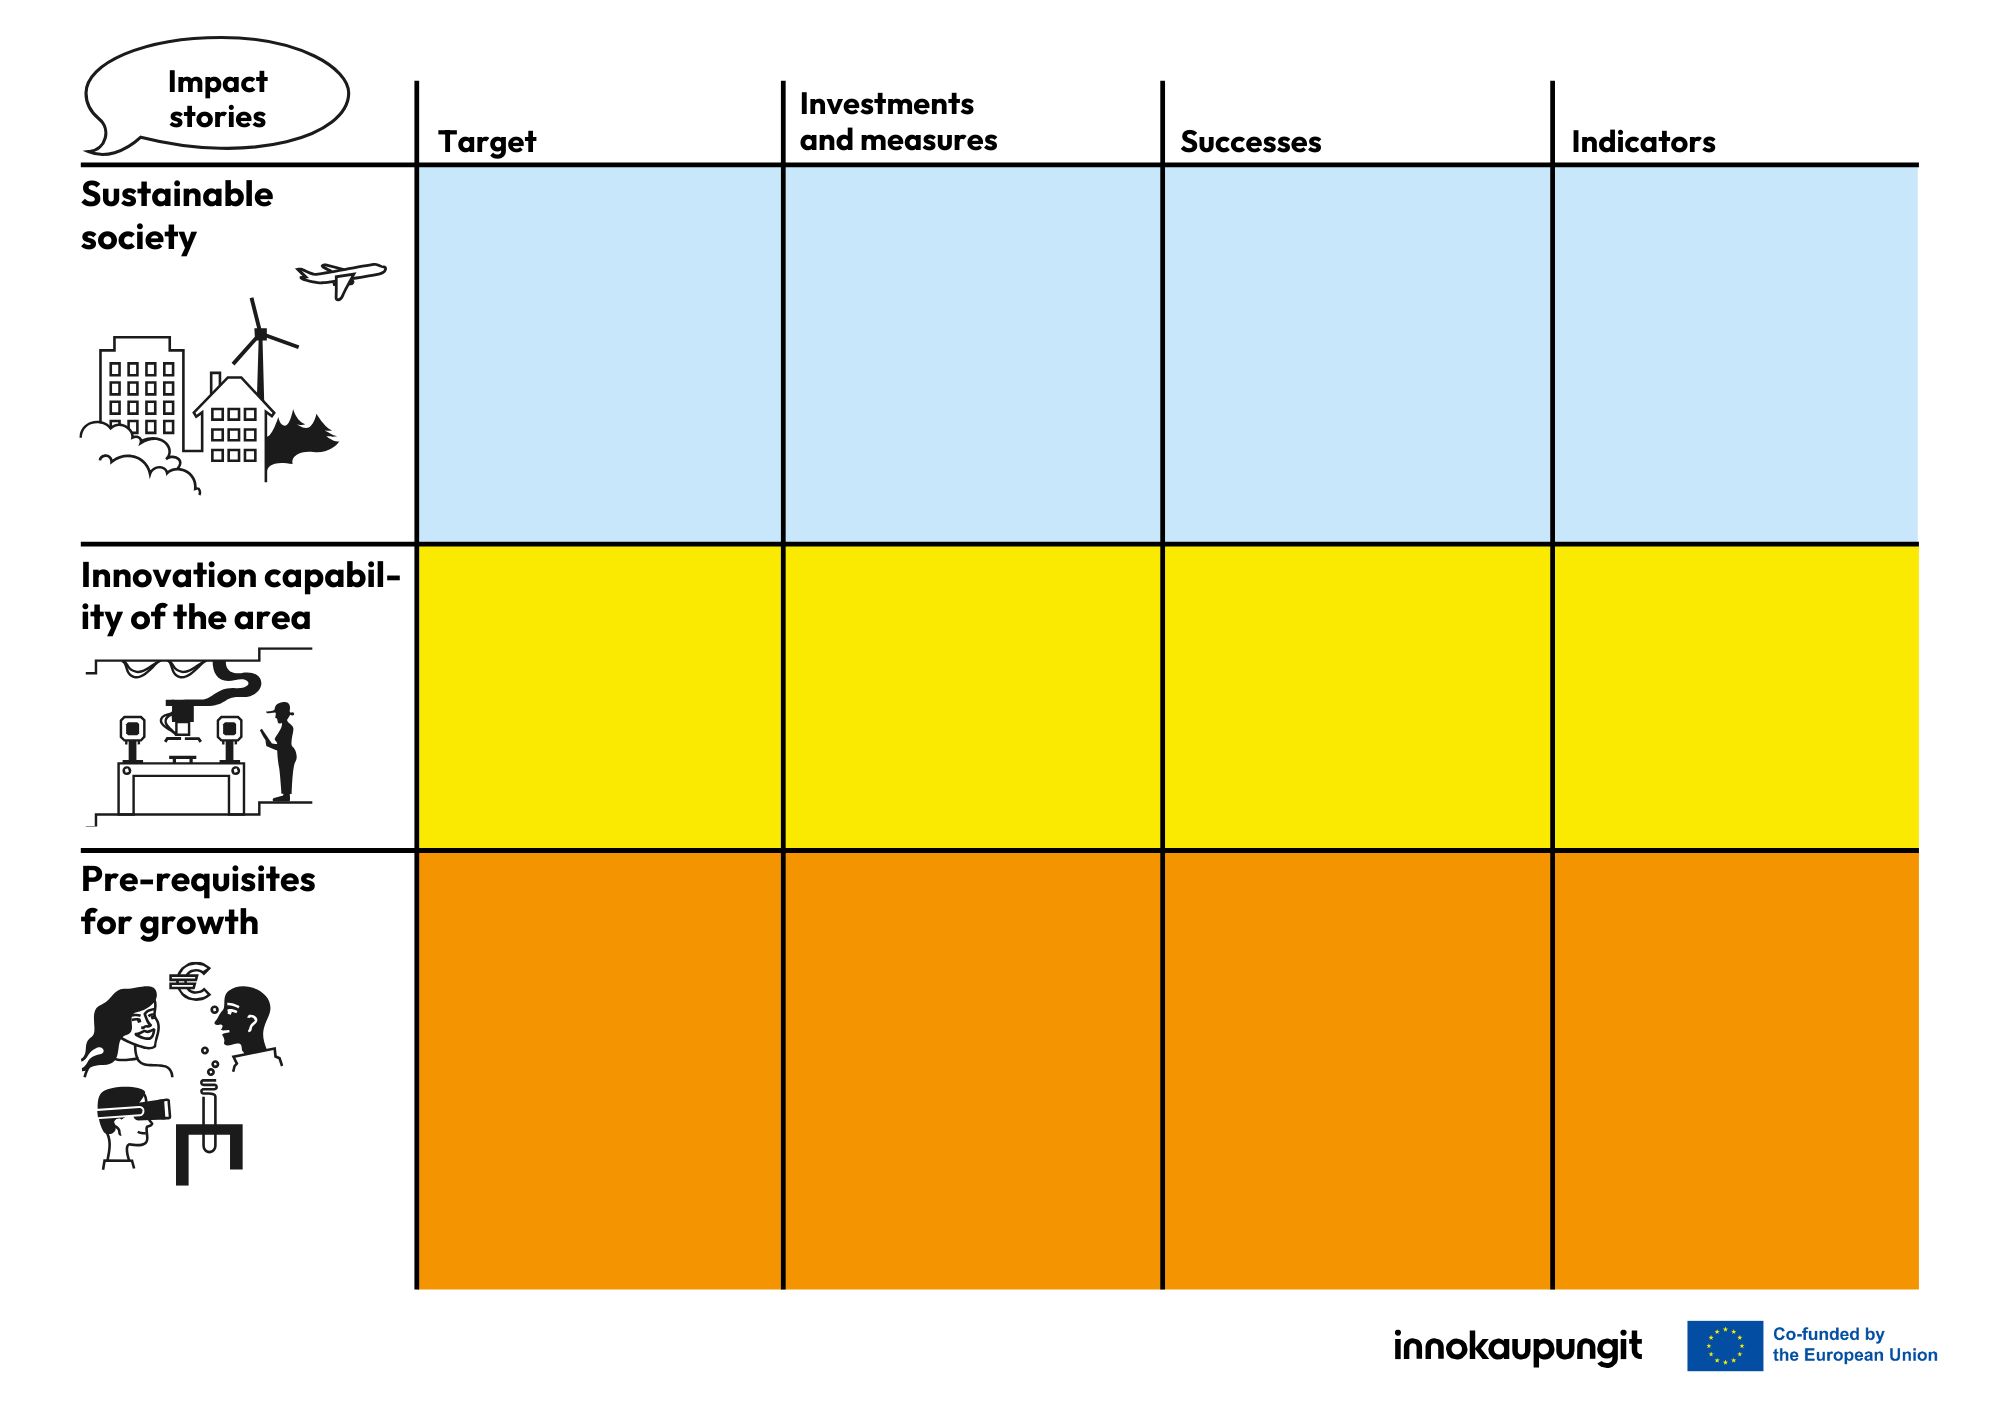 Impact
stories
Target
Investments
and measures
Successes
Indicators
Sustainable
society
Innovation capabil-
ity of the area
Pre-requisites
for growth
€
innokaupungit
Co-funded by
the European Union